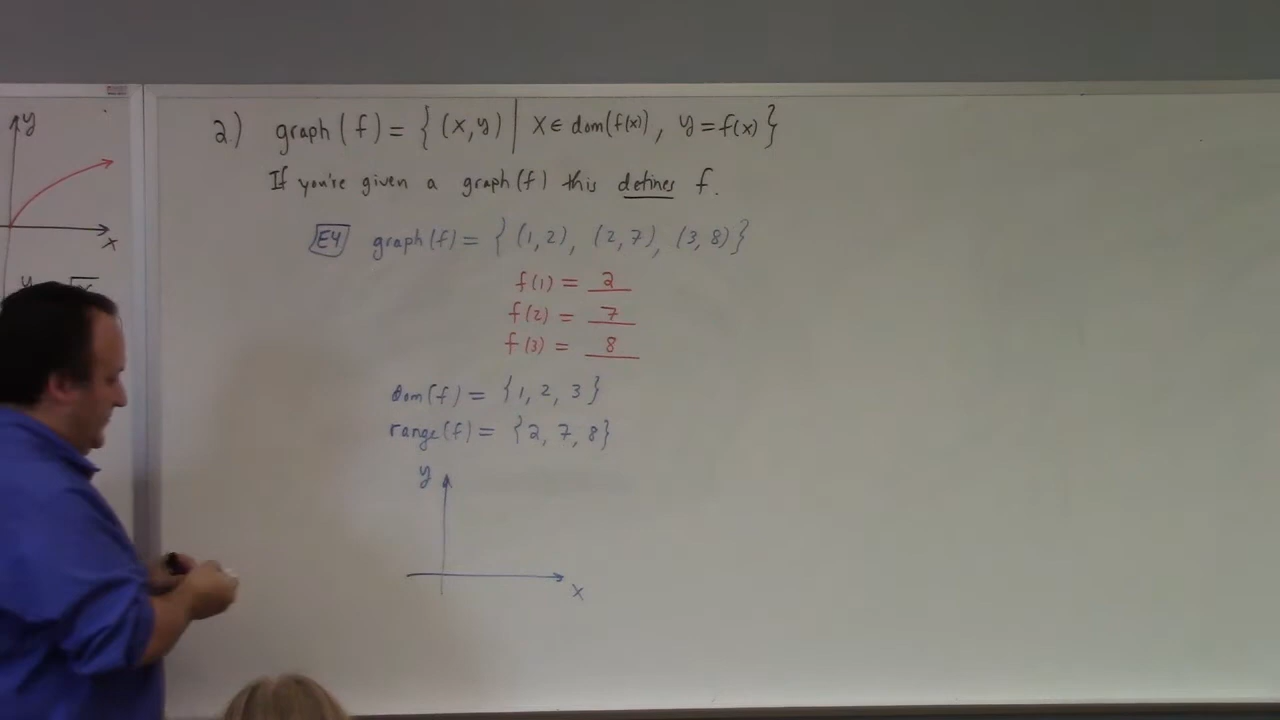 y
x
2.) graph(f) = { (x,y) | x ∈ dom(f(x)), y = f(x) }
If you're given a graph(f) this defines f.
E4 graph(f) = { (1,2), (2,7), (3,8) }
f(1) = 2
f(2) = 7
f(3) = 8
dom(f) = {1, 2, 3}
range(f) = {2, 7, 8}
y
x